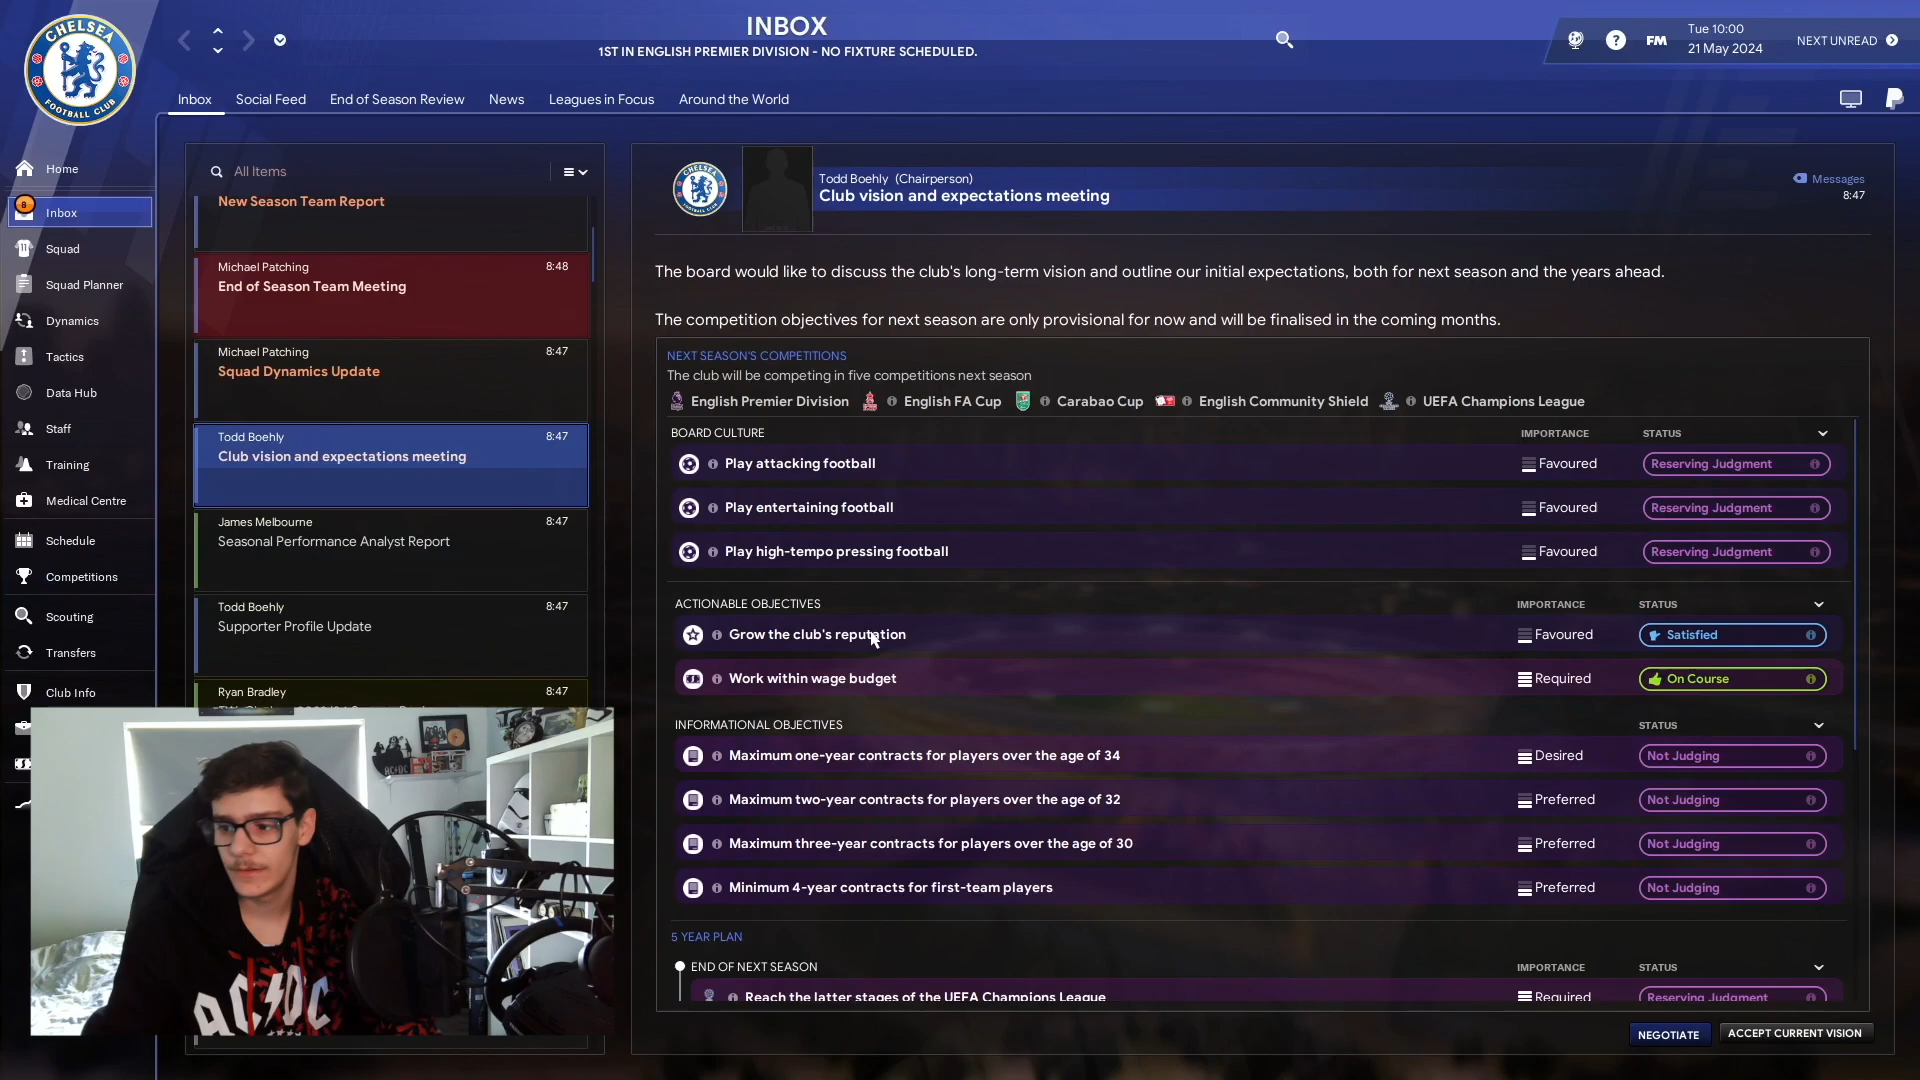 CHELSEA
FOOTBALL CLUB
INBOX
1ST IN ENGLISH PREMIER DIVISION - NO FIXTURE SCHEDULED.
FM
Tue 10:00
21 May 2024
NEXT UNREAD
Inbox
Social Feed
End of Season Review
News
Leagues in Focus
Around the World
Home
8
Inbox
Squad
Squad Planner
Dynamics
Tactics
Data Hub
Staff
Training
Medical Centre
Schedule
Competitions
Scouting
Transfers
Club Info
All Items
New Season Team Report
Michael Patching 8:48
End of Season Team Meeting
Michael Patching 8:47
Squad Dynamics Update
Todd Boehly 8:47
Club vision and expectations meeting
James Melbourne 8:47
Seasonal Performance Analyst Report
Todd Boehly 8:47
Supporter Profile Update
Ryan Bradley 8:47
Todd Boehly (Chairperson)
Club vision and expectations meeting
Messages
8:47
The board would like to discuss the club's long-term vision and outline our initial expectations, both for next season and the years ahead.
The competition objectives for next season are only provisional for now and will be finalised in the coming months.
NEXT SEASON'S COMPETITIONS
The club will be competing in five competitions next season
English Premier Division English FA Cup Carabao Cup English Community Shield UEFA Champions League
BOARD CULTURE IMPORTANCE STATUS
Play attacking football Favoured Reserving Judgment
Play entertaining football Favoured Reserving Judgment
Play high-tempo pressing football Favoured Reserving Judgment
ACTIONABLE OBJECTIVES IMPORTANCE STATUS
Grow the club's reputation Favoured Satisfied
Work within wage budget Required On Course
INFORMATIONAL OBJECTIVES STATUS
Maximum one-year contracts for players over the age of 34 Desired Not Judging
Maximum two-year contracts for players over the age of 32 Preferred Not Judging
Maximum three-year contracts for players over the age of 30 Preferred Not Judging
Minimum 4-year contracts for first-team players Preferred Not Judging
5 YEAR PLAN
END OF NEXT SEASON IMPORTANCE STATUS
Reach the latter stages of the UEFA Champions League Required Reserving Judgment
NEGOTIATE
ACCEPT CURRENT VISION
AC/DC
AC/DC